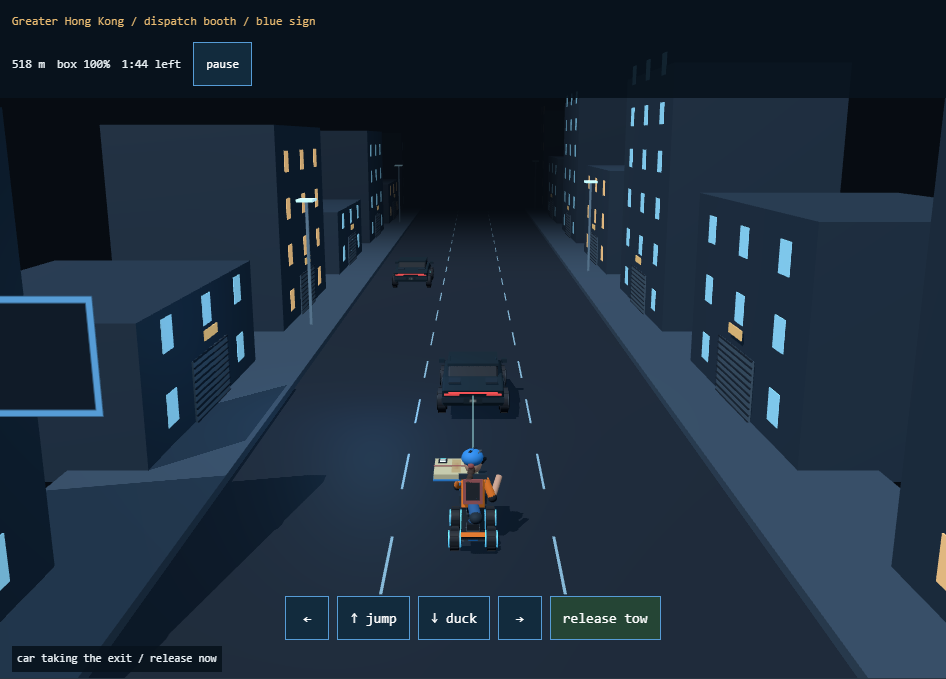 Greater Hong Kong / dispatch booth / blue sign
518 m box 100% 1:44 left pause
← ↑ jump ↓ duck → release tow
car taking the exit / release now